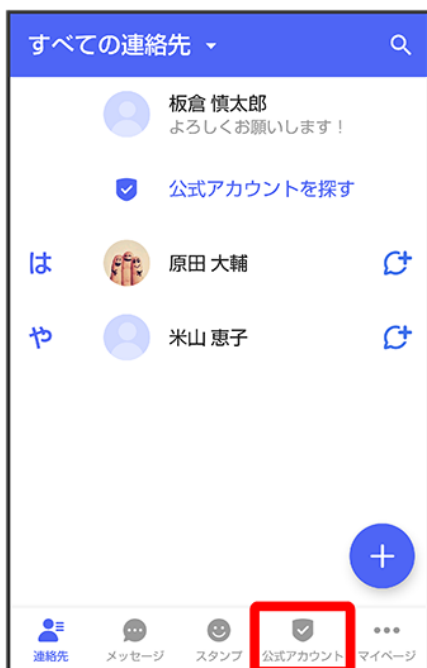 すべての連絡先
板倉 慎太郎
よろしくお願いします！
公式アカウントを探す
は
原田 大輔
や
米山 恵子
連絡先
メッセージ
スタンプ
公式アカウント
マイページ